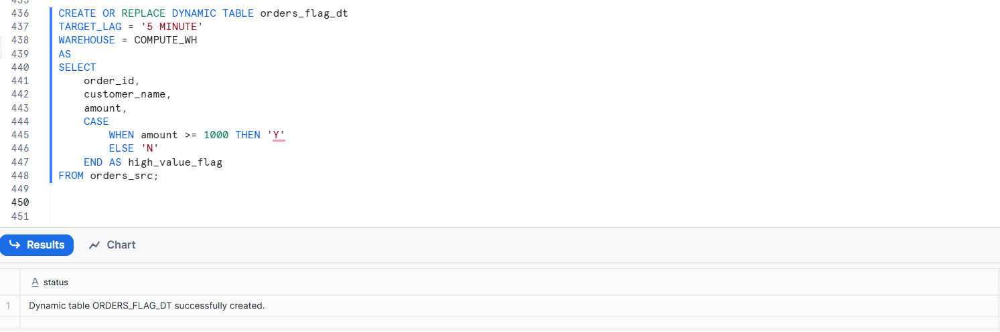 435
436 CREATE OR REPLACE DYNAMIC TABLE orders_flag_dt
437 TARGET_LAG = '5 MINUTE'
438 WAREHOUSE = COMPUTE_WH
439 AS
440 SELECT
441 order_id,
442 customer_name,
443 amount,
444 CASE
445 WHEN amount >= 1000 THEN 'Y'
446 ELSE 'N'
447 END AS high_value_flag
448 FROM orders_src;
449
450
451
Results Chart
A status
1 Dynamic table ORDERS_FLAG_DT successfully created.